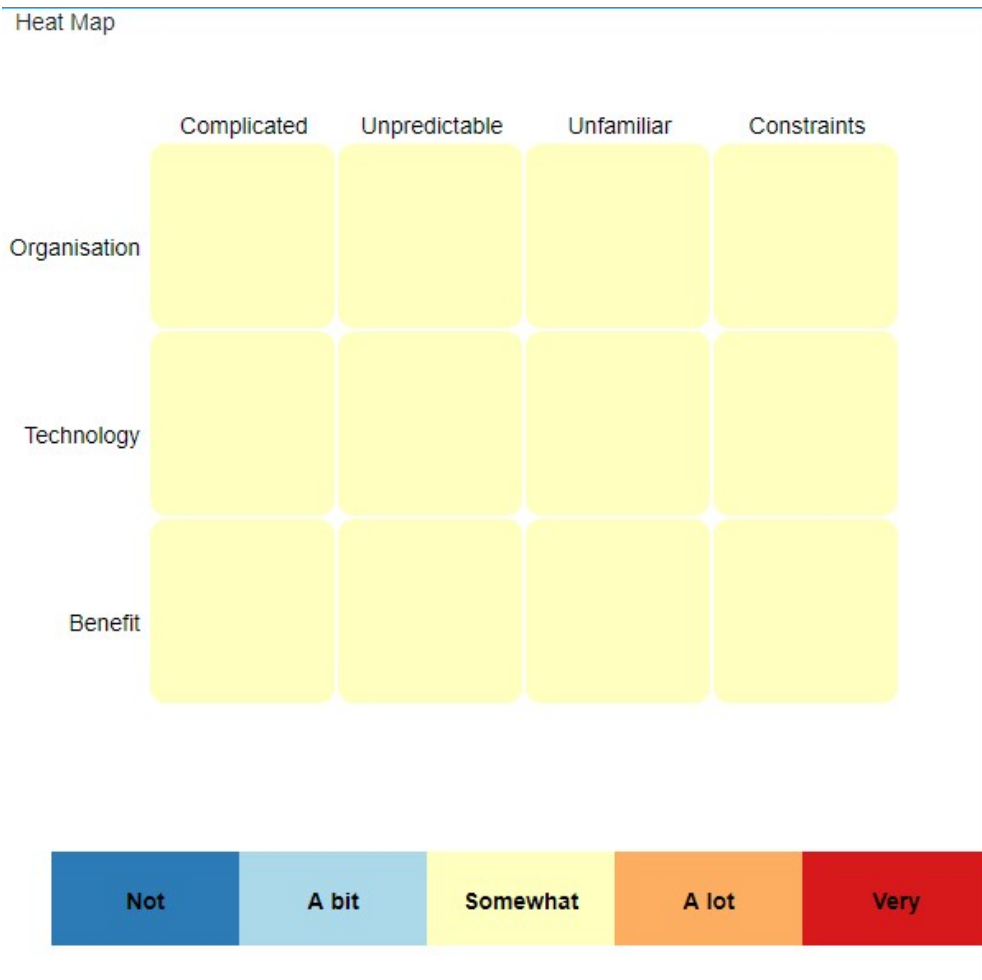 Heat Map
Complicated Unpredictable Unfamiliar Constraints
Organisation
Technology
Benefit
Not A bit Somewhat A lot Very